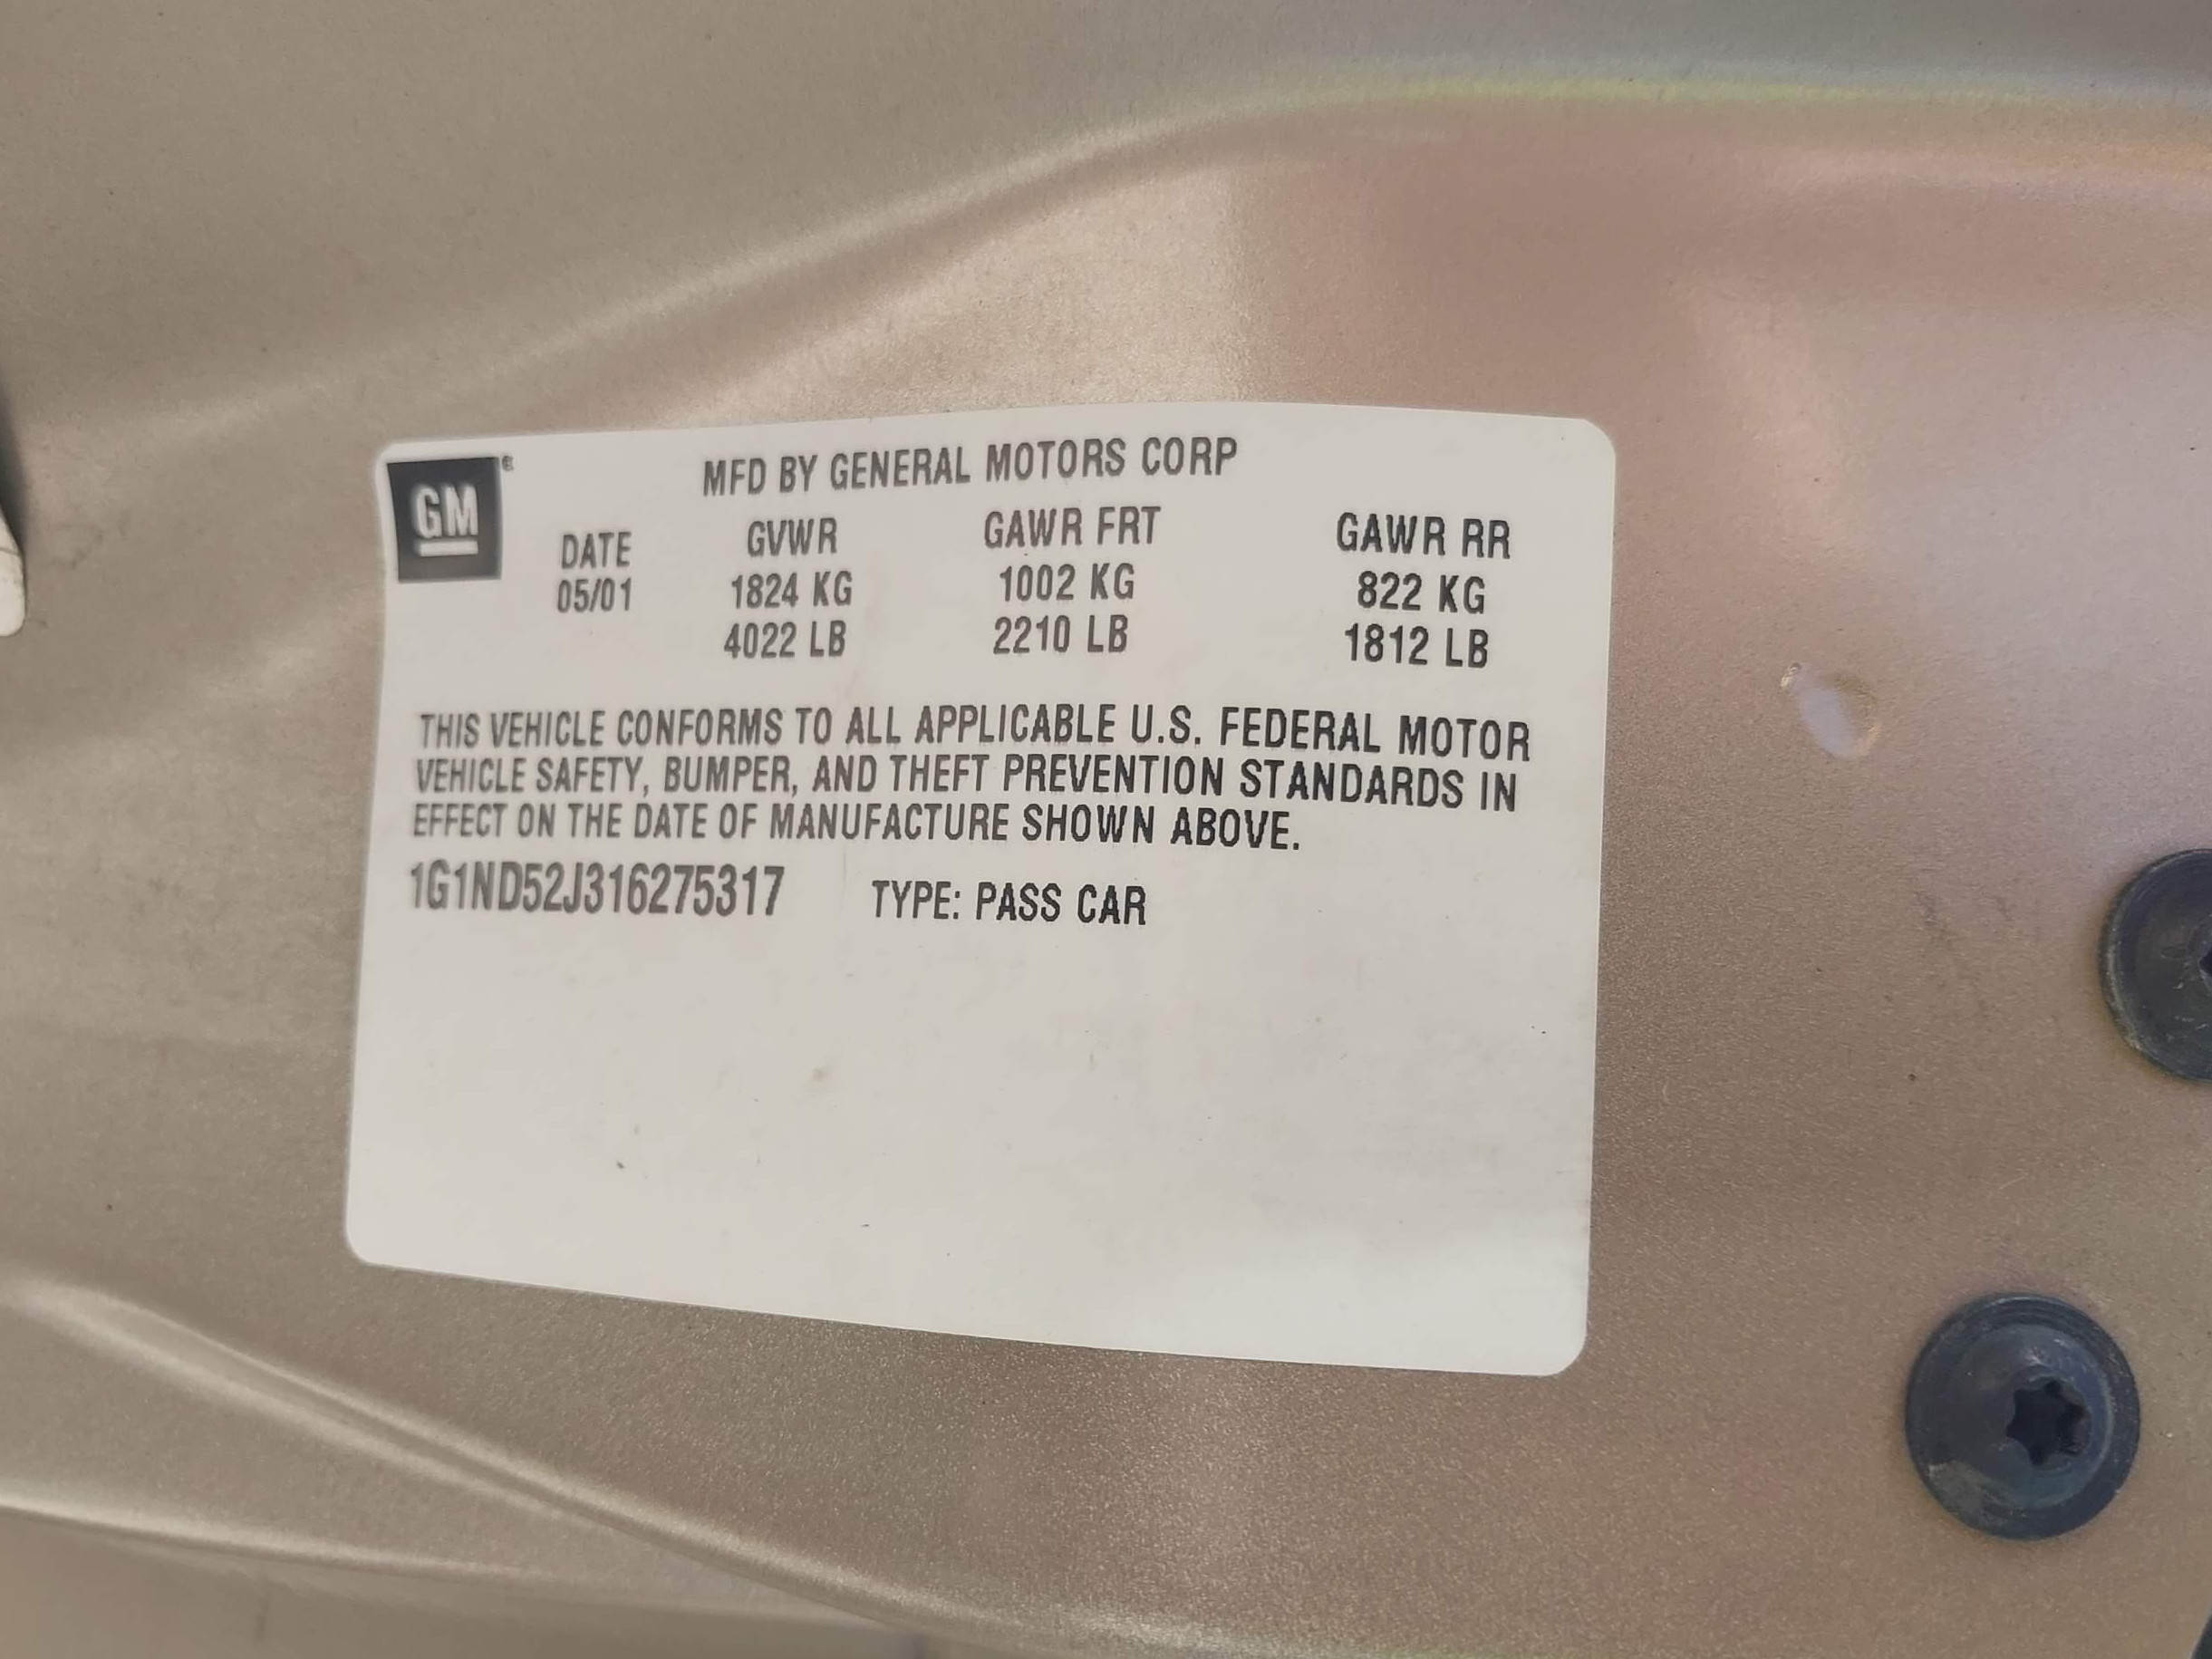 GM®
MFD BY GENERAL MOTORS CORP
DATE GVWR GAWR FRT GAWR RR
05/01 1824 KG 1002 KG 822 KG
4022 LB 2210 LB 1812 LB
THIS VEHICLE CONFORMS TO ALL APPLICABLE U.S. FEDERAL MOTOR
VEHICLE SAFETY, BUMPER, AND THEFT PREVENTION STANDARDS IN
EFFECT ON THE DATE OF MANUFACTURE SHOWN ABOVE.
1G1ND52J316275317 TYPE: PASS CAR